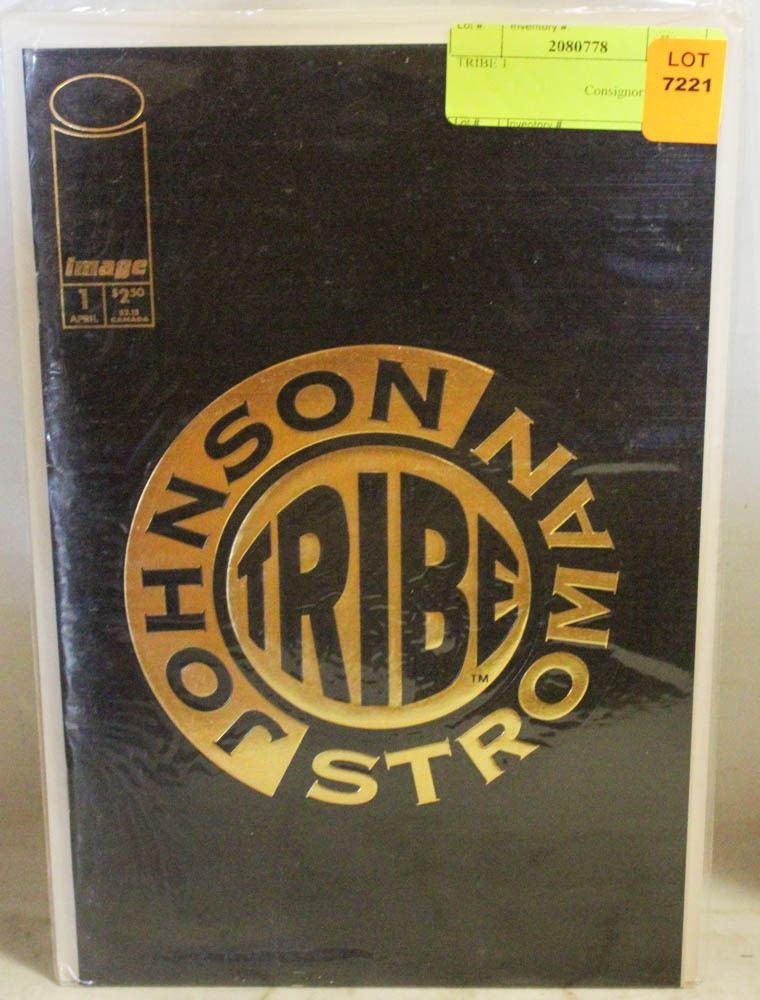 Lot #. Inventory #:
2080778
TRIBE 1
Consignor
Lot # Inventory #
LOT
7221
image
1 $2.50
APRIL CANADA
JOHNSON
STROMAN
TRIBE
TM